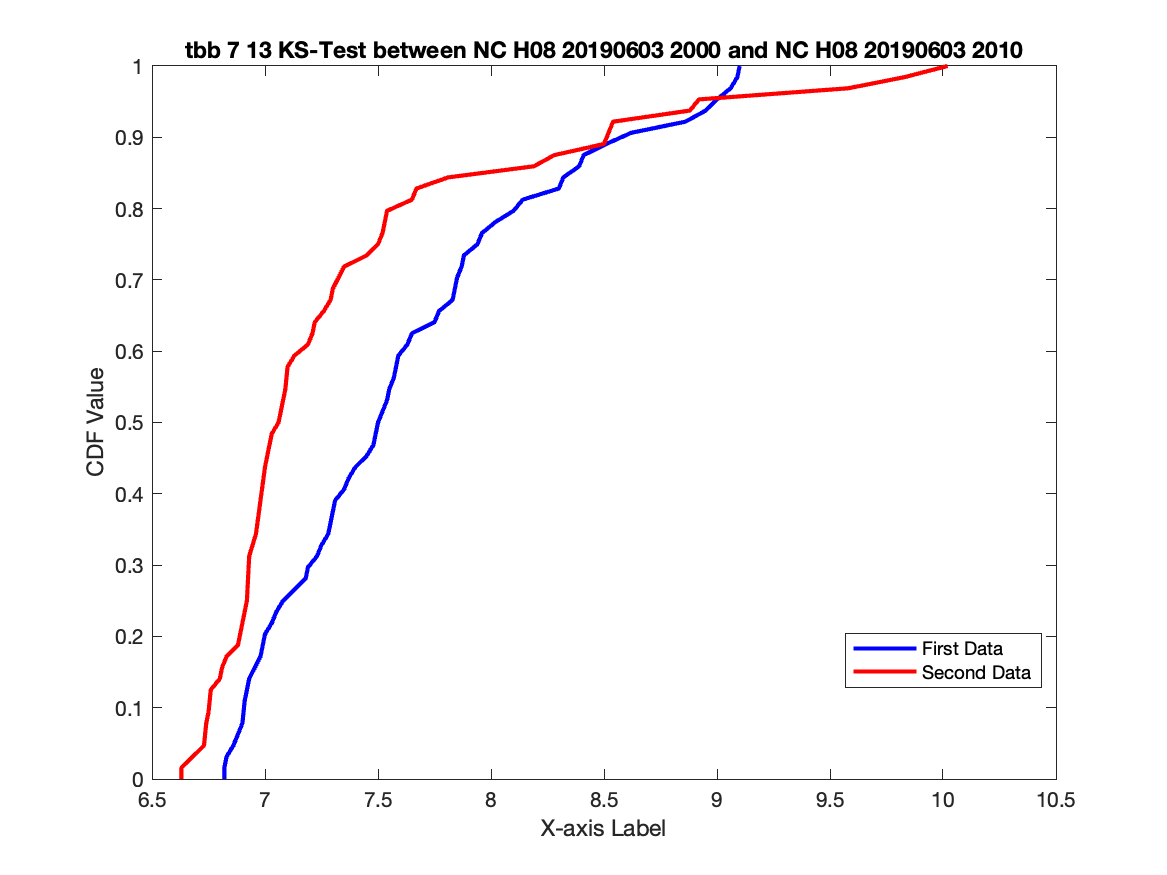 tbb 7 13 KS-Test between NC H08 20190603 2000 and NC H08 20190603 2010
1
0.9
0.8
0.7
0.6
0.5
0.4
0.3
0.2
0.1
0
CDF Value
First Data
Second Data
6.5 7 7.5 8 8.5 9 9.5 10 10.5
X-axis Label